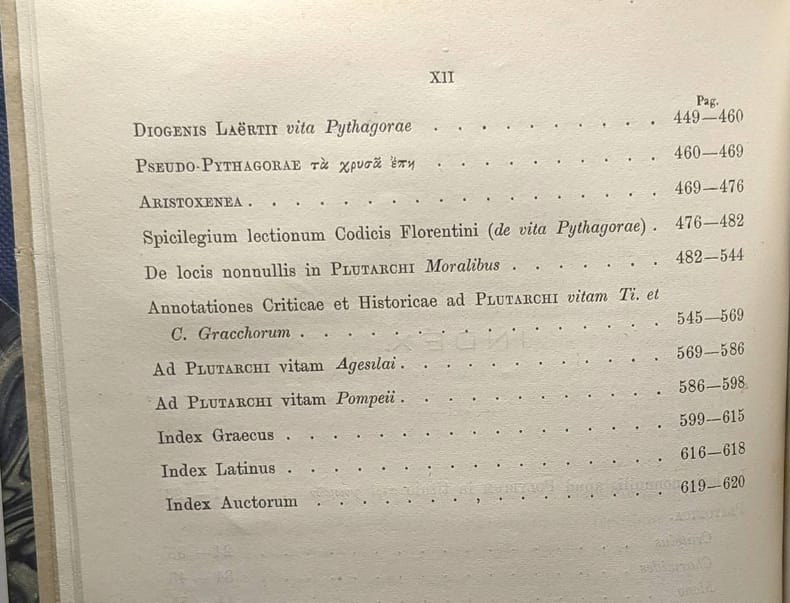 XII
Pag.
DIOGENIS LAËRTII vita Pythagorae . . . . . . . . 449—460
PSEUDO-PYTHAGORAE τὰ χρυσᾶ ἔπη . . . . . . . . 460—469
ARISTOXENEA . . . . . . . . . . . . . . . . 469—476
Spicilegium lectionum Codicis Florentini (de vita Pythagorae) . 476—482
De locis nonnullis in PLUTARCHI Moralibus . . . . . . . 482—544
Annotationes Criticae et Historicae ad PLUTARCHI vitam Ti. et
C. Gracchorum . . . . . . . . . . . . . . 545—569
Ad PLUTARCHI vitam Agesilai . . . . . . . . . . . 569—586
Ad PLUTARCHI vitam Pompeii . . . . . . . . . . . 586—598
Index Graecus . . . . . . . . . . . . . . 599—615
Index Latinus . . . . . . . . . . . . . . 616—618
Index Auctorum . . . . . . . , . . . . . . 619—620